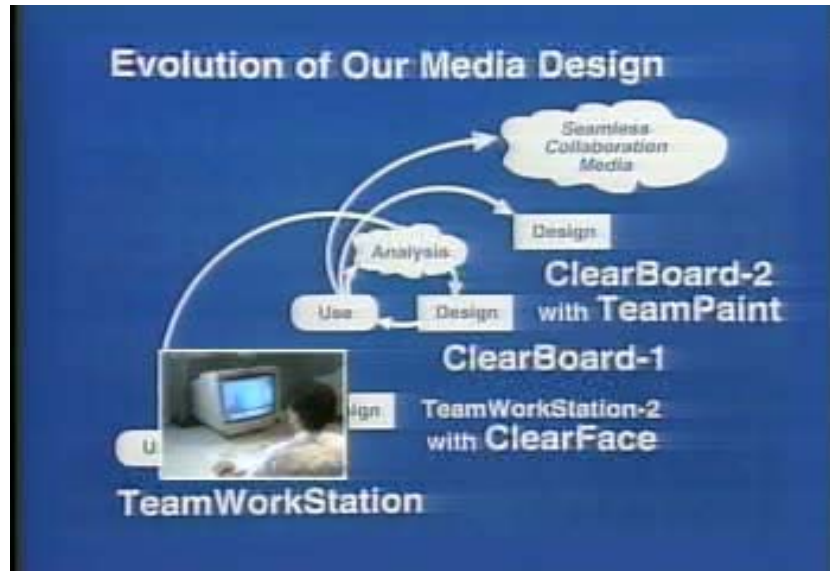 Evolution of Our Media Design
Seamless
Collaboration
Media
Design
Analysis
ClearBoard-2
with TeamPaint
Use
Design
ClearBoard-1
TeamWorkStation-2
with ClearFace
TeamWorkStation